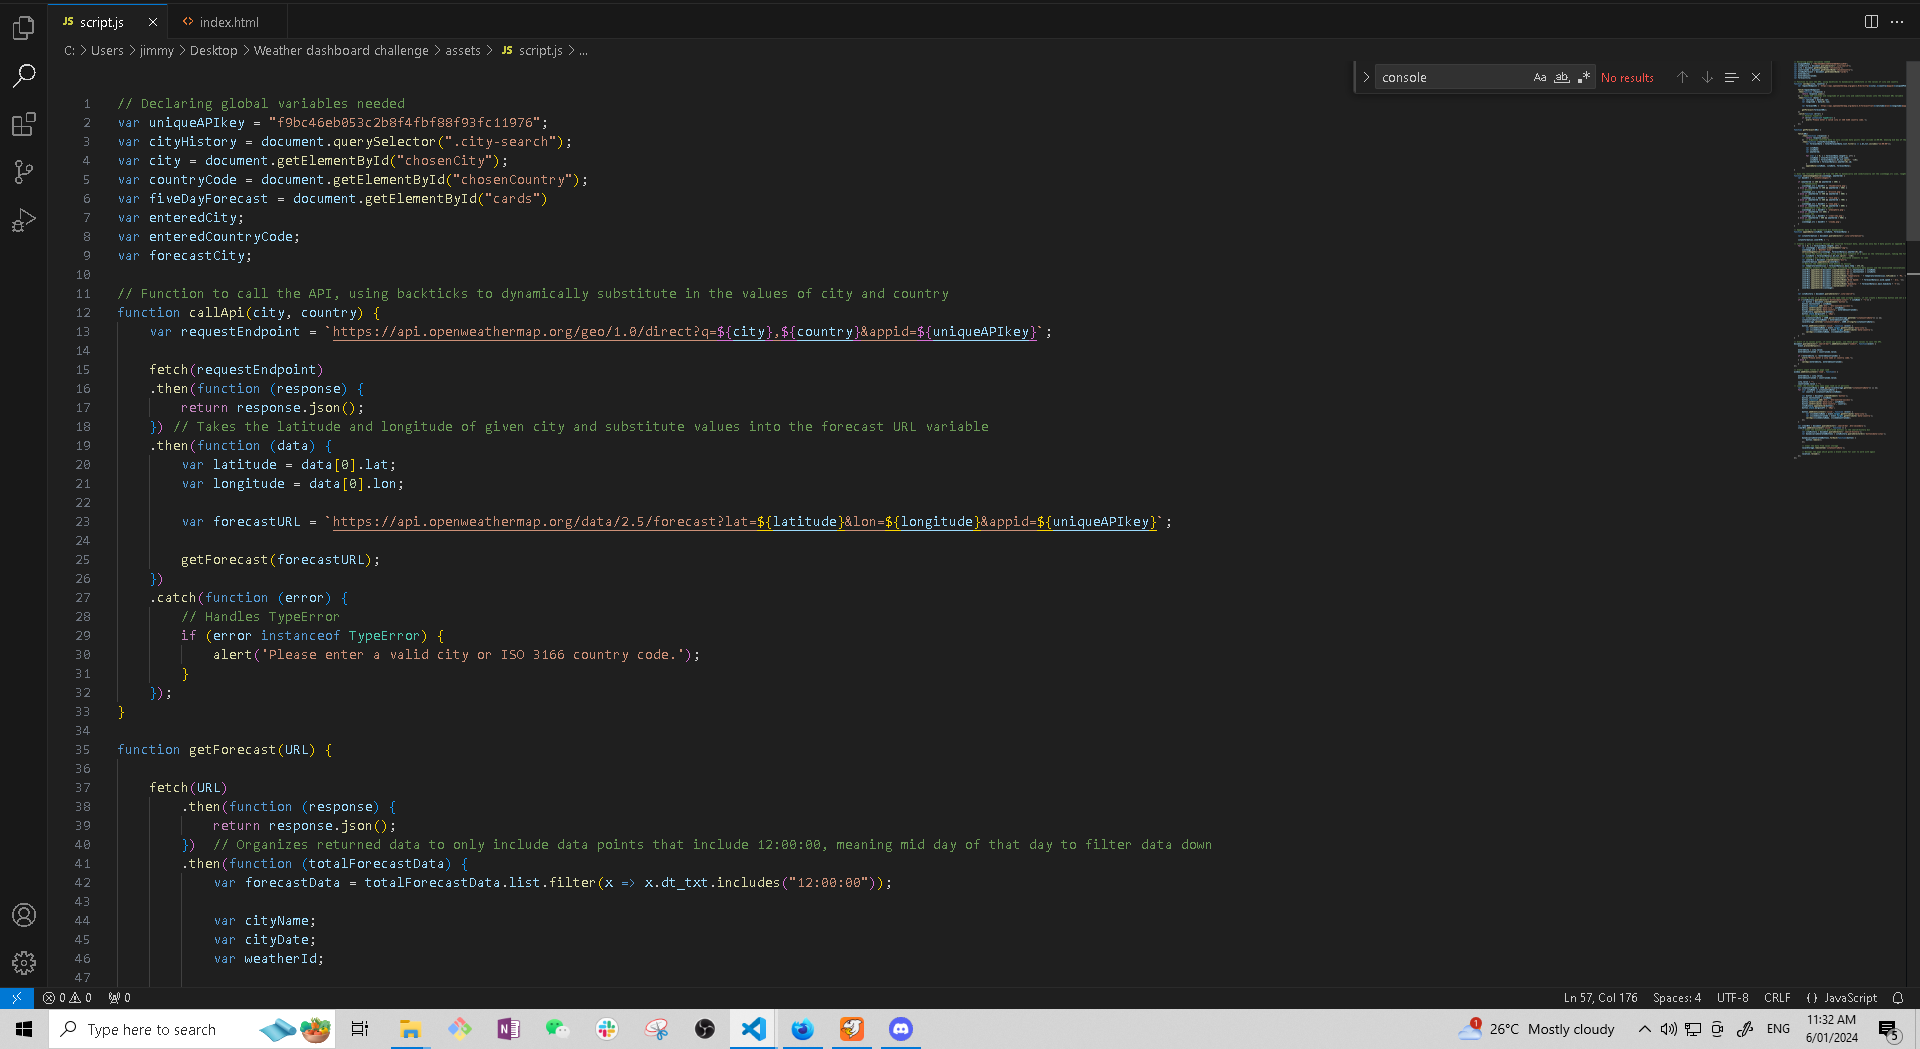 JS script.js
index.html
C: > Users > jimmy > Desktop > Weather dashboard challenge > assets > JS script.js > ...
console Aa ab .* No results
1 // Declaring global variables needed
2 var uniqueAPIkey = "f9bc46eb053c2b8f4fbf88f93fc11976";
3 var cityHistory = document.querySelector(".city-search");
4 var city = document.getElementById("chosenCity");
5 var countryCode = document.getElementById("chosenCountry");
6 var fiveDayForecast = document.getElementById("cards")
7 var enteredCity;
8 var enteredCountryCode;
9 var forecastCity;
10
11 // Function to call the API, using backticks to dynamically substitute in the values of city and country
12 function callApi(city, country) {
13 var requestEndpoint = `https://api.openweathermap.org/geo/1.0/direct?q=${city},${country}&appid=${uniqueAPIkey}`;
14
15 fetch(requestEndpoint)
16 .then(function (response) {
17 return response.json();
18 }) // Takes the latitude and longitude of given city and substitute values into the forecast URL variable
19 .then(function (data) {
20 var latitude = data[0].lat;
21 var longitude = data[0].lon;
22
23 var forecastURL = `https://api.openweathermap.org/data/2.5/forecast?lat=${latitude}&lon=${longitude}&appid=${uniqueAPIkey}`;
24
25 getForecast(forecastURL);
26 })
27 .catch(function (error) {
28 // Handles TypeError
29 if (error instanceof TypeError) {
30 alert('Please enter a valid city or ISO 3166 country code.');
31 }
32 });
33 }
34
35 function getForecast(URL) {
36
37 fetch(URL)
38 .then(function (response) {
39 return response.json();
40 }) // Organizes returned data to only include data points that include 12:00:00, meaning mid day of that day to filter data down
41 .then(function (totalForecastData) {
42 var forecastData = totalForecastData.list.filter(x => x.dt_txt.includes("12:00:00"));
43
44 var cityName;
45 var cityDate;
46 var weatherId;
47
0 0 0
Ln 57, Col 176 Spaces: 4 UTF-8 CRLF {} JavaScript
Type here to search
1 26°C Mostly cloudy ENG
11:32 AM
6/01/2024
5